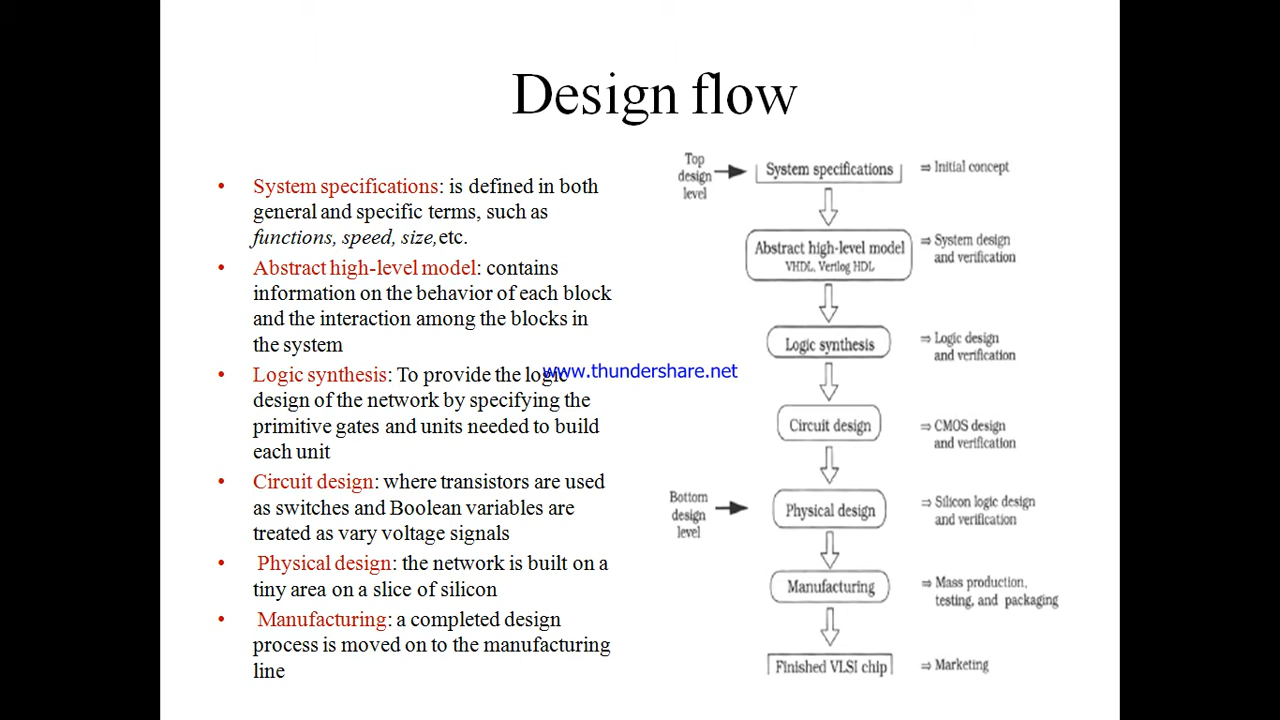 Design flow
• System specifications: is defined in both
general and specific terms, such as
functions, speed, size,etc.
• Abstract high-level model: contains
information on the behavior of each block
and the interaction among the blocks in
the system
• Logic synthesis: To provide the logic
design of the network by specifying the
primitive gates and units needed to build
each unit
• Circuit design: where transistors are used
as switches and Boolean variables are
treated as vary voltage signals
• Physical design: the network is built on a
tiny area on a slice of silicon
• Manufacturing: a completed design
process is moved on to the manufacturing
line
www.thundershare.net
Top
design
level
System specifications
⇒ Initial concept
Abstract high-level model
VHDL, Verilog HDL
⇒ System design
and verification
Logic synthesis
⇒ Logic design
and verification
Circuit design
⇒ CMOS design
and verification
Bottom
design
level
Physical design
⇒ Silicon logic design
and verification
Manufacturing
⇒ Mass production,
testing, and packaging
Finished VLSI chip
⇒ Marketing